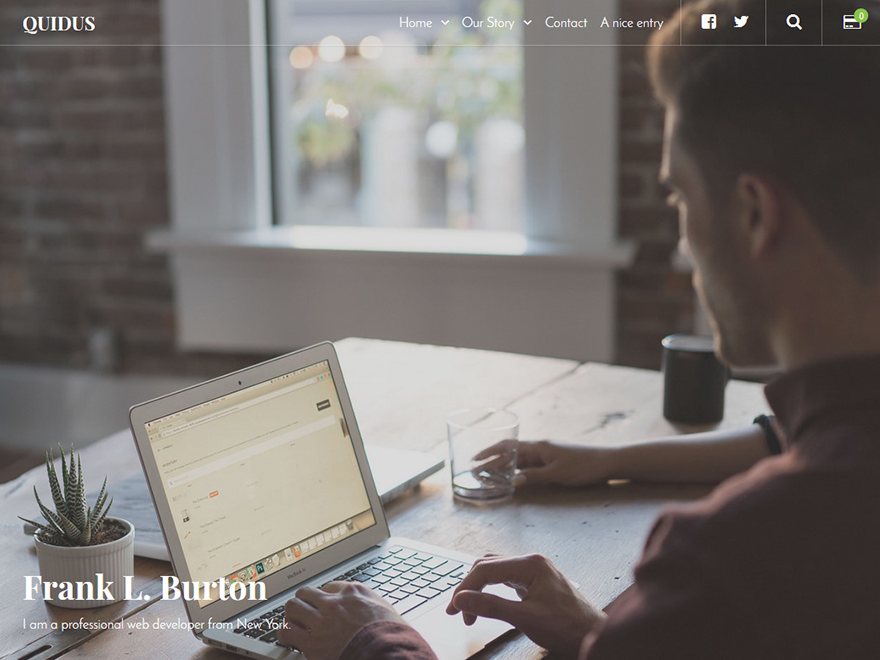 QUIDUS
Home
Our Story
Contact
A nice entry
0
Frank L. Burton
I am a professional web developer from New York.